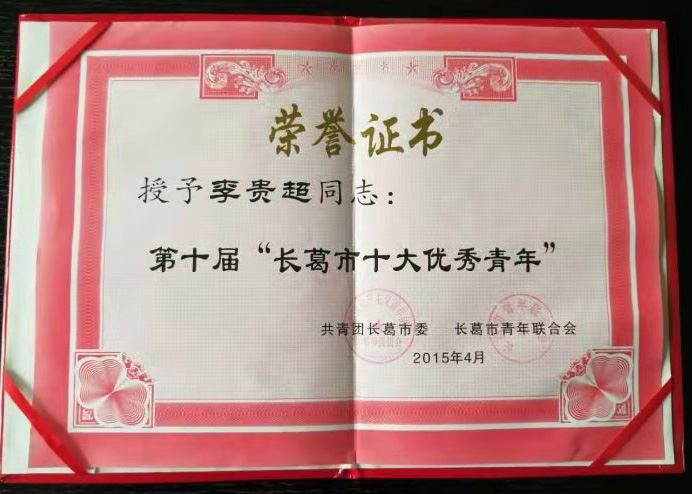 荣誉证书
授予李贵超同志：
第十届“长葛市十大优秀青年”
共青团长葛市委 长葛市青年联合会
2015年4月